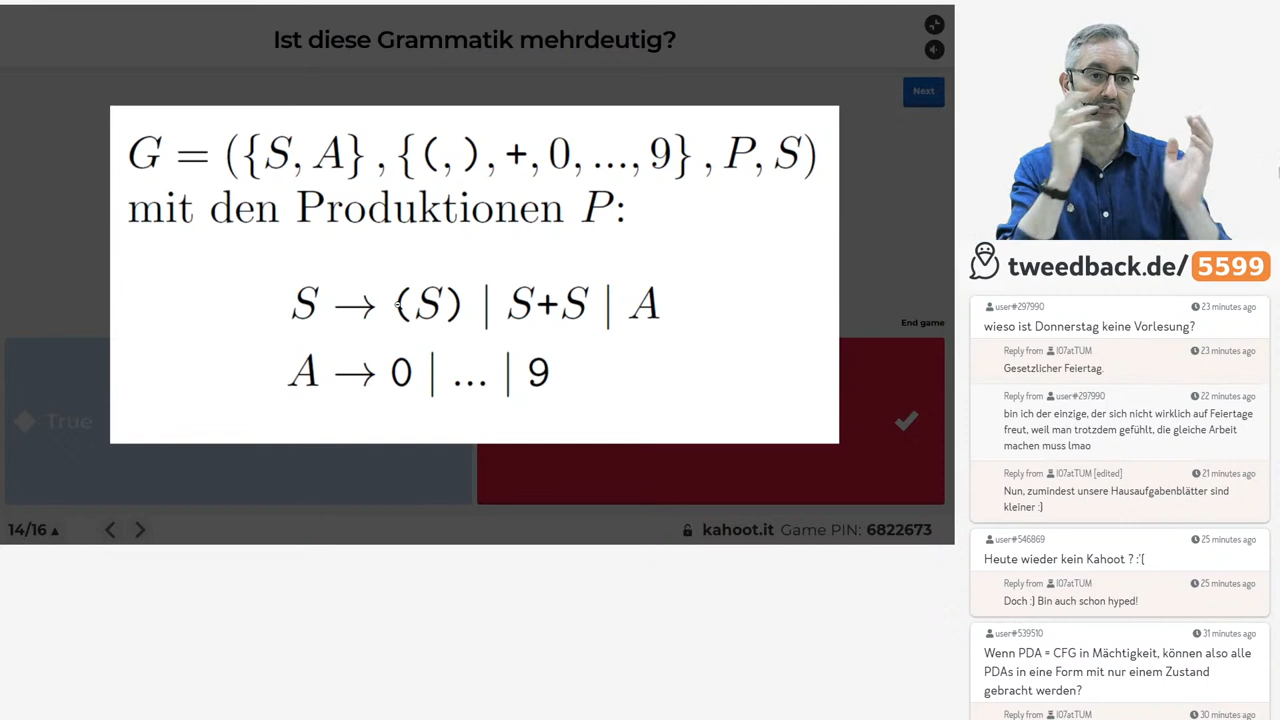 Ist diese Grammatik mehrdeutig?
Next
G = ({S, A}, {(, ), +, 0, ..., 9}, P, S)
mit den Produktionen P:
S → (S) | S+S | A
A → 0 | ... | 9
End game
True
14/16
kahoot.it Game PIN: 6822673
tweedback.de/ 5599
user#297990 23 minutes ago
wieso ist Donnerstag keine Vorlesung?
Reply from I07atTUM 23 minutes ago
Gesetzlicher Feiertag.
Reply from user#297990 22 minutes ago
bin ich der einzige, der sich nicht wirklich auf Feiertage
freut, weil man trotzdem gefühlt, die gleiche Arbeit
machen muss lmao
Reply from I07atTUM [edited] 21 minutes ago
Nun, zumindest unsere Hausaufgabenblätter sind
kleiner :)
user#546869 25 minutes ago
Heute wieder kein Kahoot ? :'[
Reply from I07atTUM 25 minutes ago
Doch :] Bin auch schon hyped!
user#539510 31 minutes ago
Wenn PDA = CFG in Mächtigkeit, können also alle
PDAs in eine Form mit nur einem Zustand
gebracht werden?
Reply from I07atTUM 30 minutes ago